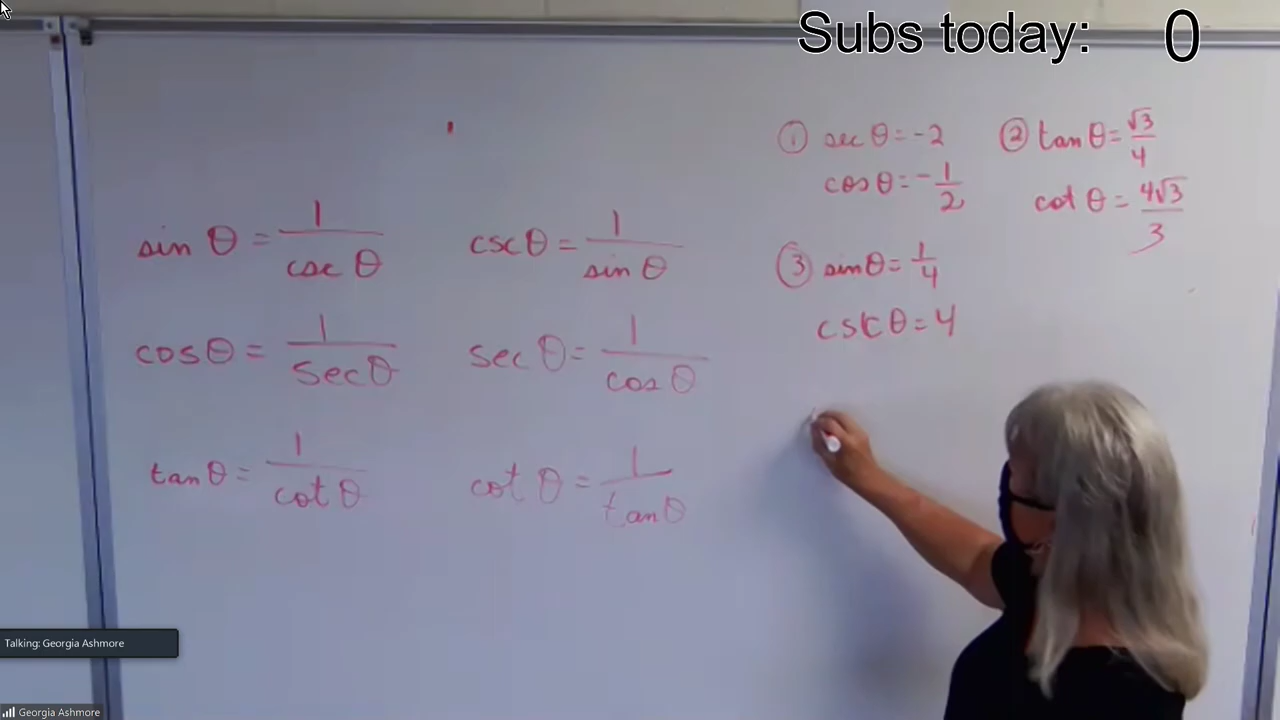 Subs today: 0
① sec θ = -2
cos θ = -1/2
② tan θ = √3/4
cot θ = 4√3/3
sin θ = 1/csc θ
csc θ = 1/sin θ
③ sin θ = 1/4
csc θ = 4
cos θ = 1/sec θ
sec θ = 1/cos θ
tan θ = 1/cot θ
cot θ = 1/tan θ
Talking: Georgia Ashmore
Georgia Ashmore